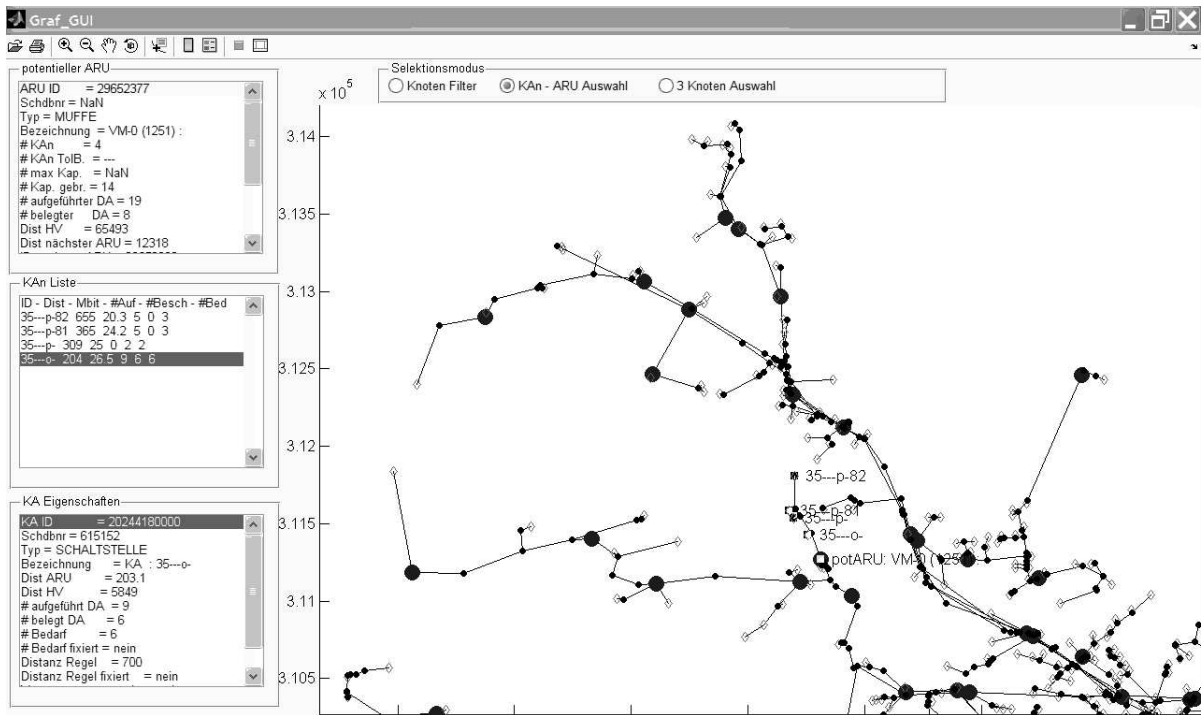 Graf_GUI
potentieller ARU
ARU ID = 29652377
Schdbnr = NaN
Typ = MUFFE
Bezeichnung = VM-0 (1251) :
# KAn = 4
# KAn TolB. = ---
# max Kap. = NaN
# Kap. gebr. = 14
# aufgeführter DA = 19
# belegter DA = 8
Dist HV = 65493
Dist nächster ARU = 12318
KAn Liste
ID - Dist - Mbit - #Auf - #Besch - #Bed
35---p-82 655 20.3 5 0 3
35---p-81 365 24.2 5 0 3
35---p- 309 25 0 2 2
35---o- 204 26.5 9 6 6
KA Eigenschaften
KA ID = 20244180000
Schdbnr = 615152
Typ = SCHALTSTELLE
Bezeichnung = KA : 35---o-
Dist ARU = 203.1
Dist HV = 5849
# aufgeführt DA = 9
# belegt DA = 6
# Bedarf = 6
# Bedarf fixiert = nein
Distanz Regel = 700
Distanz Regel fixiert = nein
Selektionsmodus
Knoten Filter
KAn - ARU Auswahl
3 Knoten Auswahl
x 10^5
3.14
3.135
3.13
3.125
3.12
3.115
3.11
3.105
35---p-82
35---p-81
35---p-
35---o-
potARU: VM-0 (125